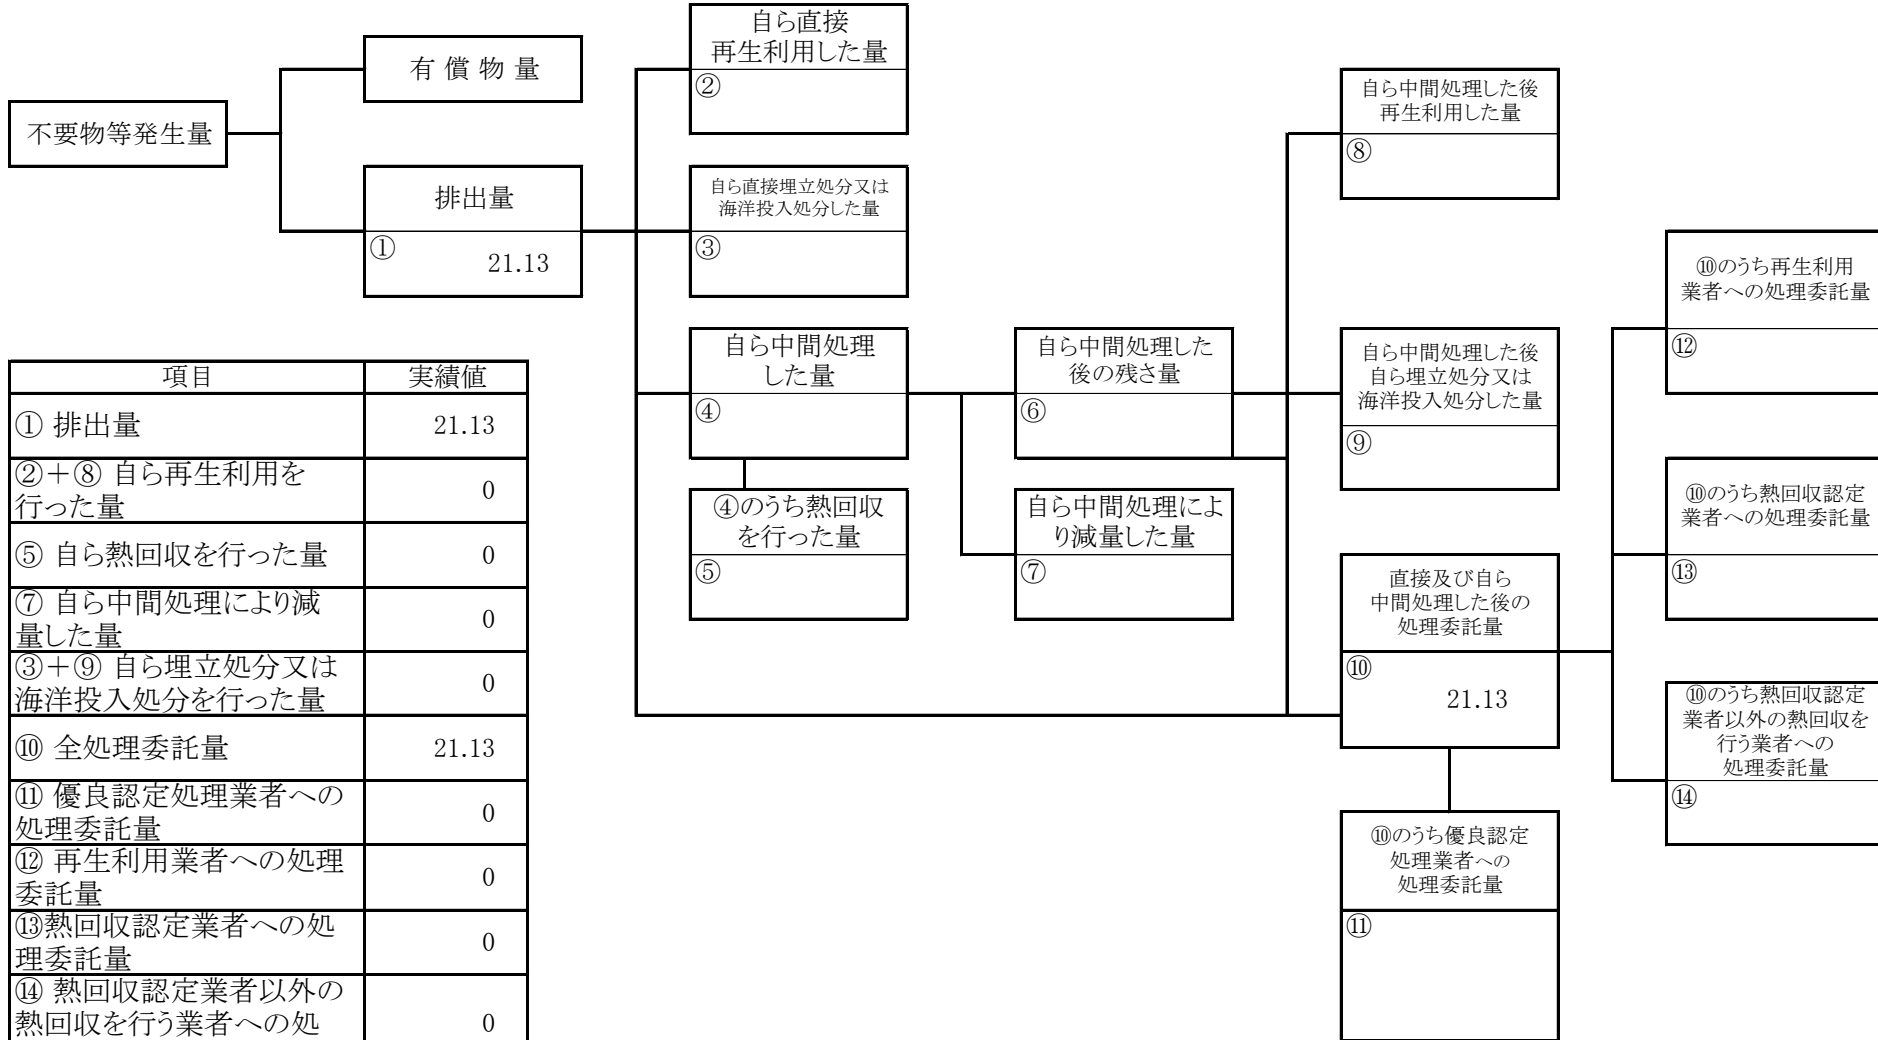 不要物等発生量
有 償 物 量
排出量
①
21.13
自ら直接
再生利用した量
②
自ら直接埋立処分又は
海洋投入処分した量
③
自ら中間処理
した量
④
④のうち熱回収
を行った量
⑤
自ら中間処理した
後の残さ量
⑥
自ら中間処理によ
り減量した量
⑦
自ら中間処理した後
再生利用した量
⑧
自ら中間処理した後
自ら埋立処分又は
海洋投入処分した量
⑨
直接及び自ら
中間処理した後の
処理委託量
⑩
21.13
⑩のうち優良認定
処理業者への
処理委託量
⑪
⑩のうち再生利用
業者への処理委託量
⑫
⑩のうち熱回収認定
業者への処理委託量
⑬
⑩のうち熱回収認定
業者以外の熱回収を
行う業者への
処理委託量
⑭
項目 実績値
① 排出量 21.13
②＋⑧ 自ら再生利用を
行った量 0
⑤ 自ら熱回収を行った量 0
⑦ 自ら中間処理により減
量した量 0
③＋⑨ 自ら埋立処分又は
海洋投入処分を行った量 0
⑩ 全処理委託量 21.13
⑪ 優良認定処理業者への
処理委託量 0
⑫ 再生利用業者への処理
委託量 0
⑬熱回収認定業者への処
理委託量 0
⑭ 熱回収認定業者以外の
熱回収を行う業者への処 0